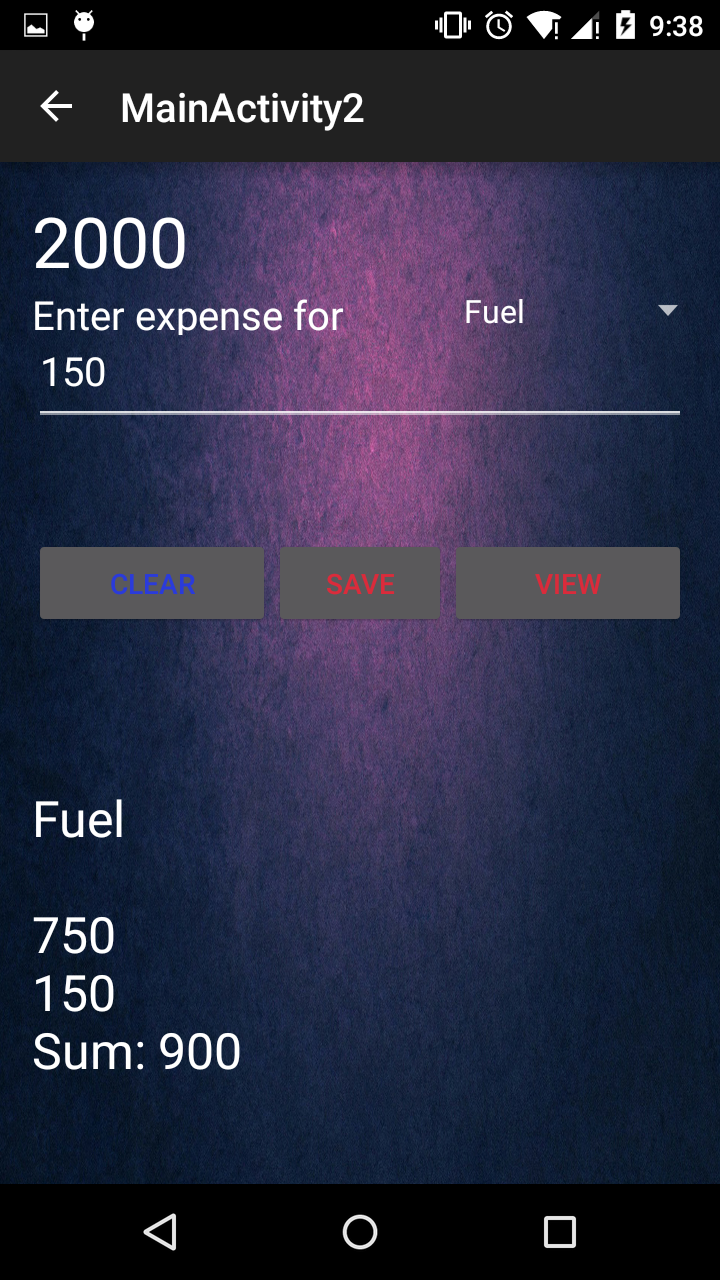 9:38
MainActivity2
2000
Enter expense for Fuel
150
CLEAR SAVE VIEW
Fuel
750
150
Sum: 900